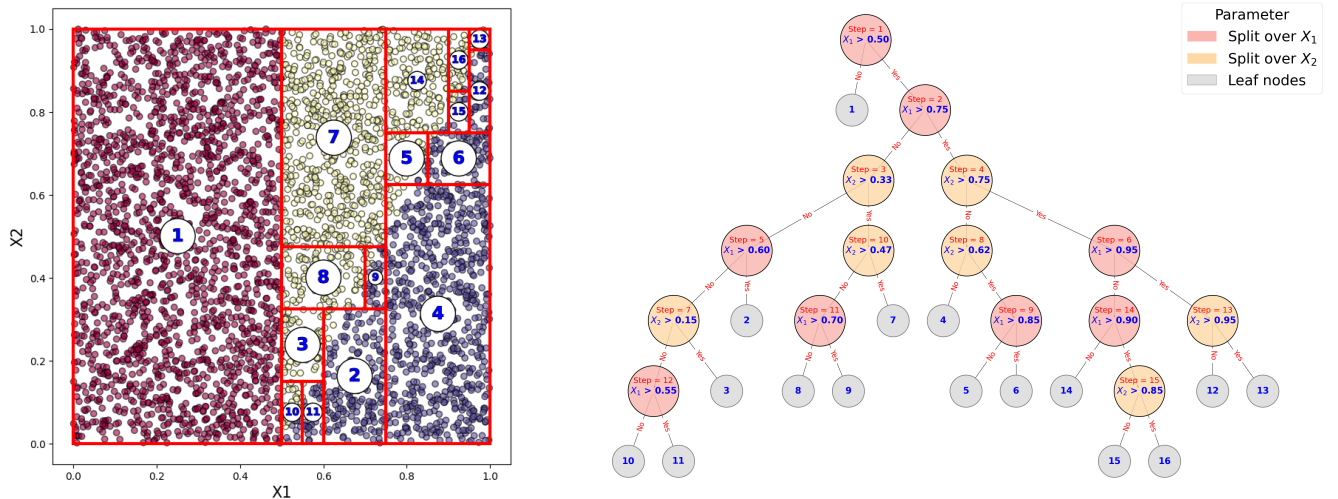 1.0
0.8
0.6
0.4
0.2
0.0
X2
0.0
0.2
0.4
0.6
0.8
1.0
X1
13
16
14
12
15
7
5
6
1
8
9
4
3
2
10
11
Parameter
Split over X₁
Split over X₂
Leaf nodes
Step = 1
X₁ > 0.50
No
Yes
1
Step = 2
X₁ > 0.75
No
Yes
Step = 3
X₂ > 0.33
Step = 4
X₂ > 0.75
No
Yes
No
Yes
Step = 5
X₁ > 0.60
Step = 10
X₂ > 0.47
Step = 8
X₂ > 0.62
Step = 6
X₁ > 0.95
No
Yes
No
Yes
No
Yes
No
Yes
Step = 7
X₂ > 0.15
2
Step = 11
X₁ > 0.70
7
4
Step = 9
X₁ > 0.85
Step = 14
X₁ > 0.90
Step = 13
X₂ > 0.95
No
Yes
No
Yes
No
Yes
No
Yes
No
Yes
Step = 12
X₁ > 0.55
3
8
9
5
6
14
Step = 15
X₂ > 0.85
12
13
No
Yes
No
Yes
10
11
15
16